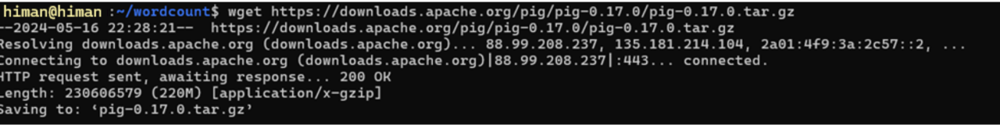 himan@himan :~/wordcount$ wget https://downloads.apache.org/pig/pig-0.17.0/pig-0.17.0.tar.gz
--2024-05-16 22:28:21--  https://downloads.apache.org/pig/pig-0.17.0/pig-0.17.0.tar.gz
Resolving downloads.apache.org (downloads.apache.org)... 88.99.208.237, 135.181.214.104, 2a01:4f9:3a:2c57::2, ...
Connecting to downloads.apache.org (downloads.apache.org)|88.99.208.237|:443... connected.
HTTP request sent, awaiting response... 200 OK
Length: 230606579 (220M) [application/x-gzip]
Saving to: ‘pig-0.17.0.tar.gz’